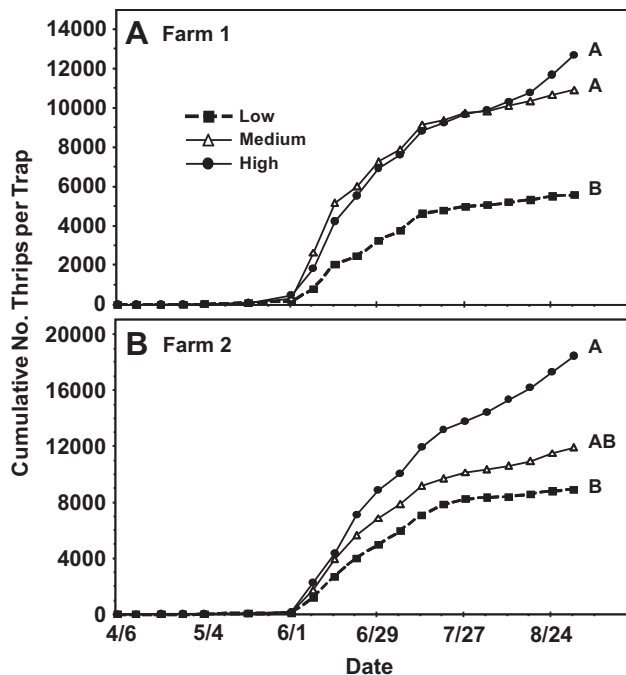 Cumulative No. Thrips per Trap
A Farm 1
14000
12000
10000
8000
6000
4000
2000
0
Low
Medium
High
A
A
B
B Farm 2
20000
16000
12000
8000
4000
0
A
AB
B
4/6 5/4 6/1 6/29 7/27 8/24
Date